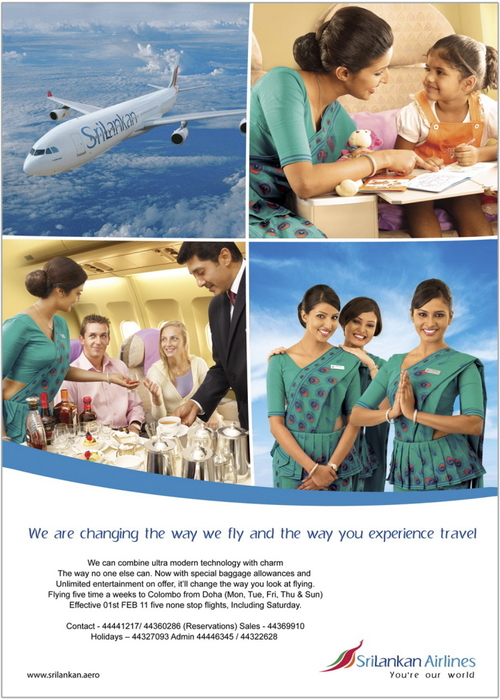 SriLankan
We are changing the way we fly and the way you experience travel
We can combine ultra modern technology with charm
The way no one else can. Now with special baggage allowances and
Unlimited entertainment on offer, it'll change the way you look at flying.
Flying five time a weeks to Colombo from Doha (Mon, Tue, Fri, Thu & Sun)
Effective 01st FEB 11 five none stop flights, Including Saturday.
Contact - 44441217/ 44360286 (Reservations) Sales - 44369910
Holidays – 44327093 Admin 44446345 / 44322628
SriLankan Airlines
You're our world
www.srilankan.aero